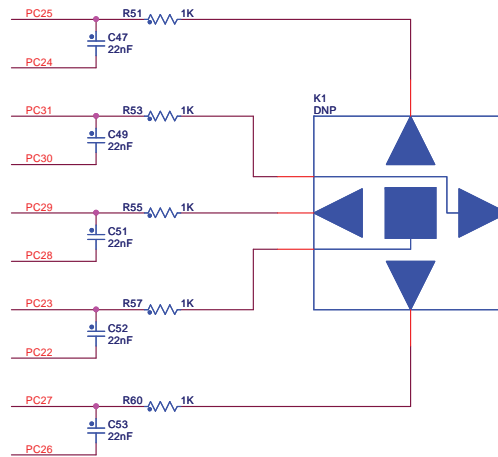 PC25 R51 1K
C47
22nF
PC24
K1
DNP
PC31 R53 1K
C49
22nF
PC30
PC29 R55 1K
C51
22nF
PC28
PC23 R57 1K
C52
22nF
PC22
PC27 R60 1K
C53
22nF
PC26